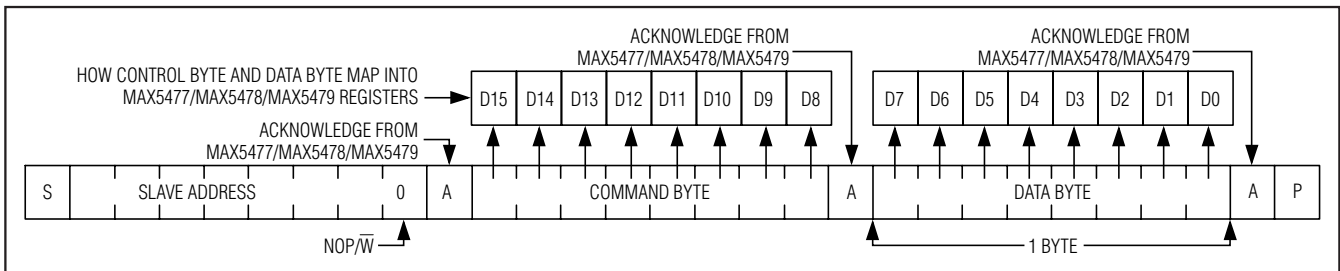 ACKNOWLEDGE FROM
MAX5477/MAX5478/MAX5479
ACKNOWLEDGE FROM
MAX5477/MAX5478/MAX5479
HOW CONTROL BYTE AND DATA BYTE MAP INTO
MAX5477/MAX5478/MAX5479 REGISTERS
D15 D14 D13 D12 D11 D10 D9 D8 D7 D6 D5 D4 D3 D2 D1 D0
ACKNOWLEDGE FROM
MAX5477/MAX5478/MAX5479
S SLAVE ADDRESS 0 A COMMAND BYTE A DATA BYTE A P
NOP/W̅ 1 BYTE